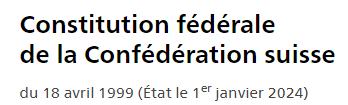 Constitution fédérale
de la Confédération suisse
du 18 avril 1999 (État le 1er janvier 2024)